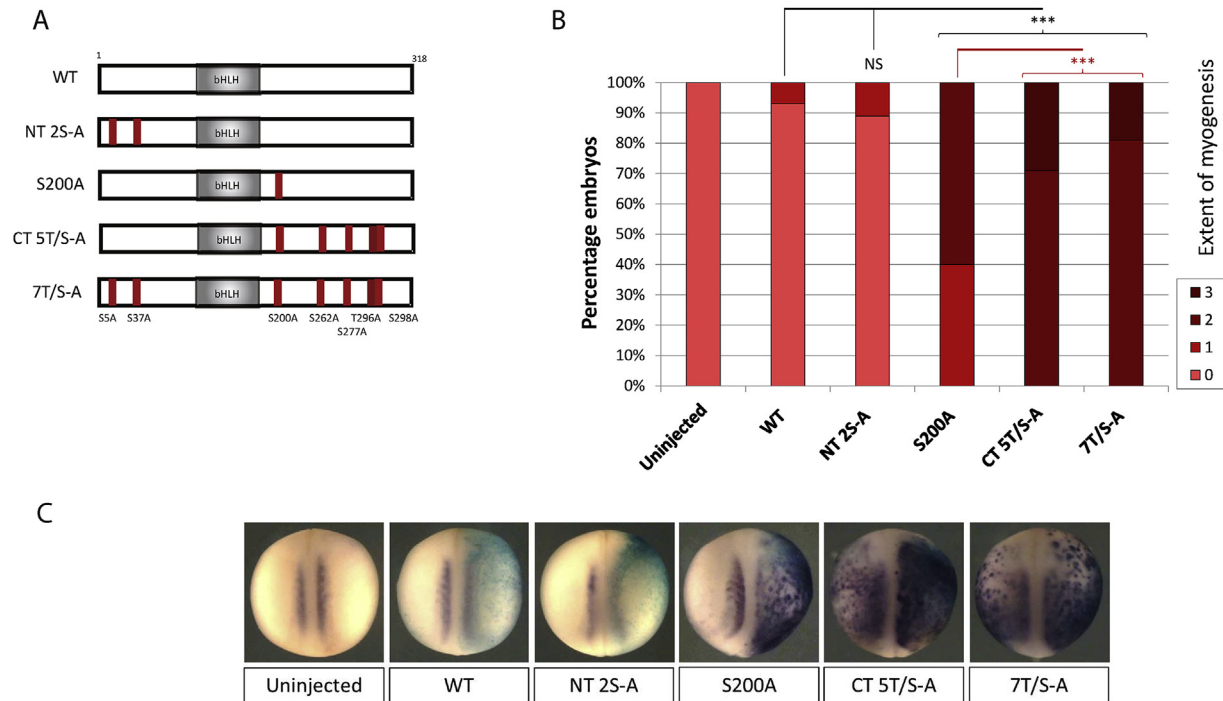 A
1
318
WT
bHLH
NT 2S-A
bHLH
S200A
bHLH
CT 5T/S-A
bHLH
7T/S-A
bHLH
S5A
S37A
S200A
S262A
T296A
S298A
S277A
B
***
NS
***
100%
90%
80%
70%
60%
50%
40%
30%
20%
10%
0%
Percentage embryos
Uninjected
WT
NT 2S-A
S200A
CT 5T/S-A
7T/S-A
Extent of myogenesis
3
2
1
0
C
Uninjected
WT
NT 2S-A
S200A
CT 5T/S-A
7T/S-A